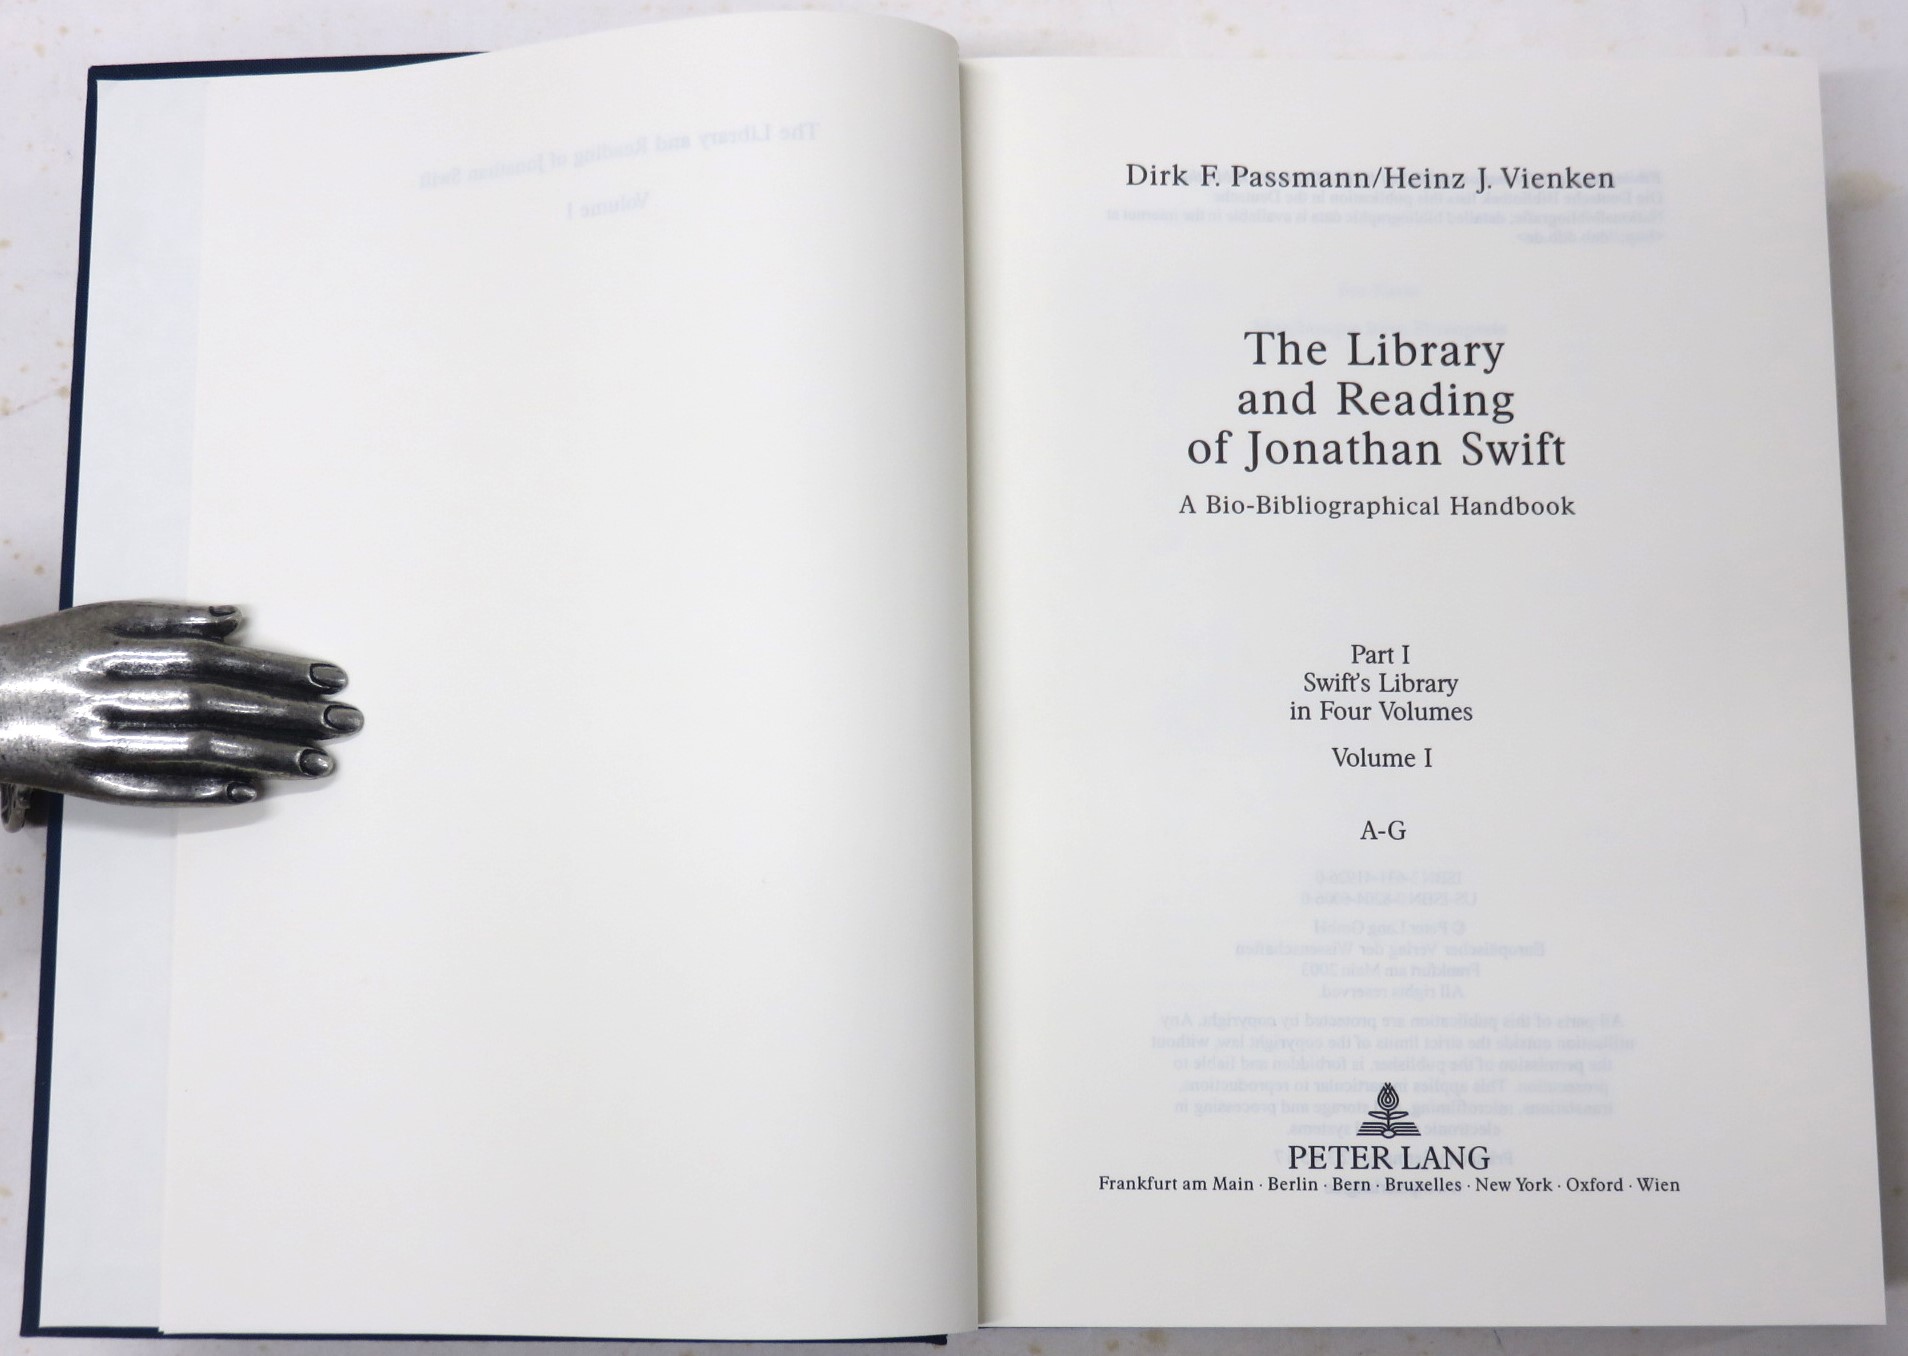 Dirk F. Passmann/Heinz J. Vienken
The Library
and Reading
of Jonathan Swift
A Bio-Bibliographical Handbook
Part I
Swift's Library
in Four Volumes
Volume I
A-G
PETER LANG
Frankfurt am Main · Berlin · Bern · Bruxelles · New York · Oxford · Wien